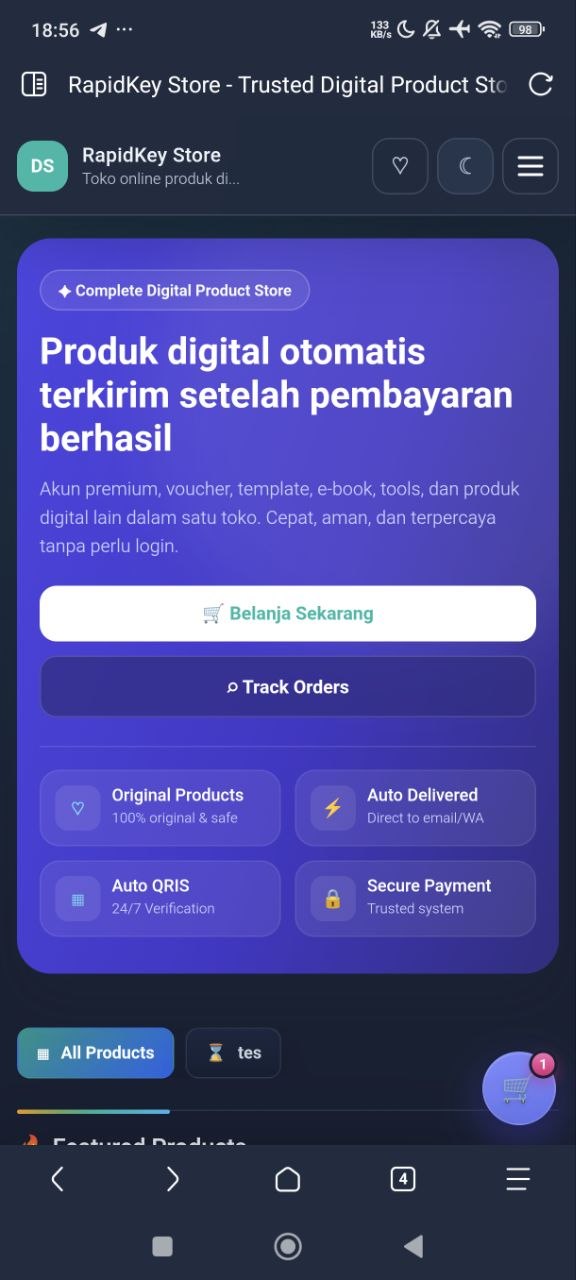 18:56
133
KB/s
98
RapidKey Store - Trusted Digital Product Sto
DS
RapidKey Store
Toko online produk di...
Complete Digital Product Store
Produk digital otomatis
terkirim setelah pembayaran
berhasil
Akun premium, voucher, template, e-book, tools, dan produk
digital lain dalam satu toko. Cepat, aman, dan terpercaya
tanpa perlu login.
Belanja Sekarang
Track Orders
Original Products
100% original & safe
Auto Delivered
Direct to email/WA
Auto QRIS
24/7 Verification
Secure Payment
Trusted system
All Products
tes
1
Featured Products
4